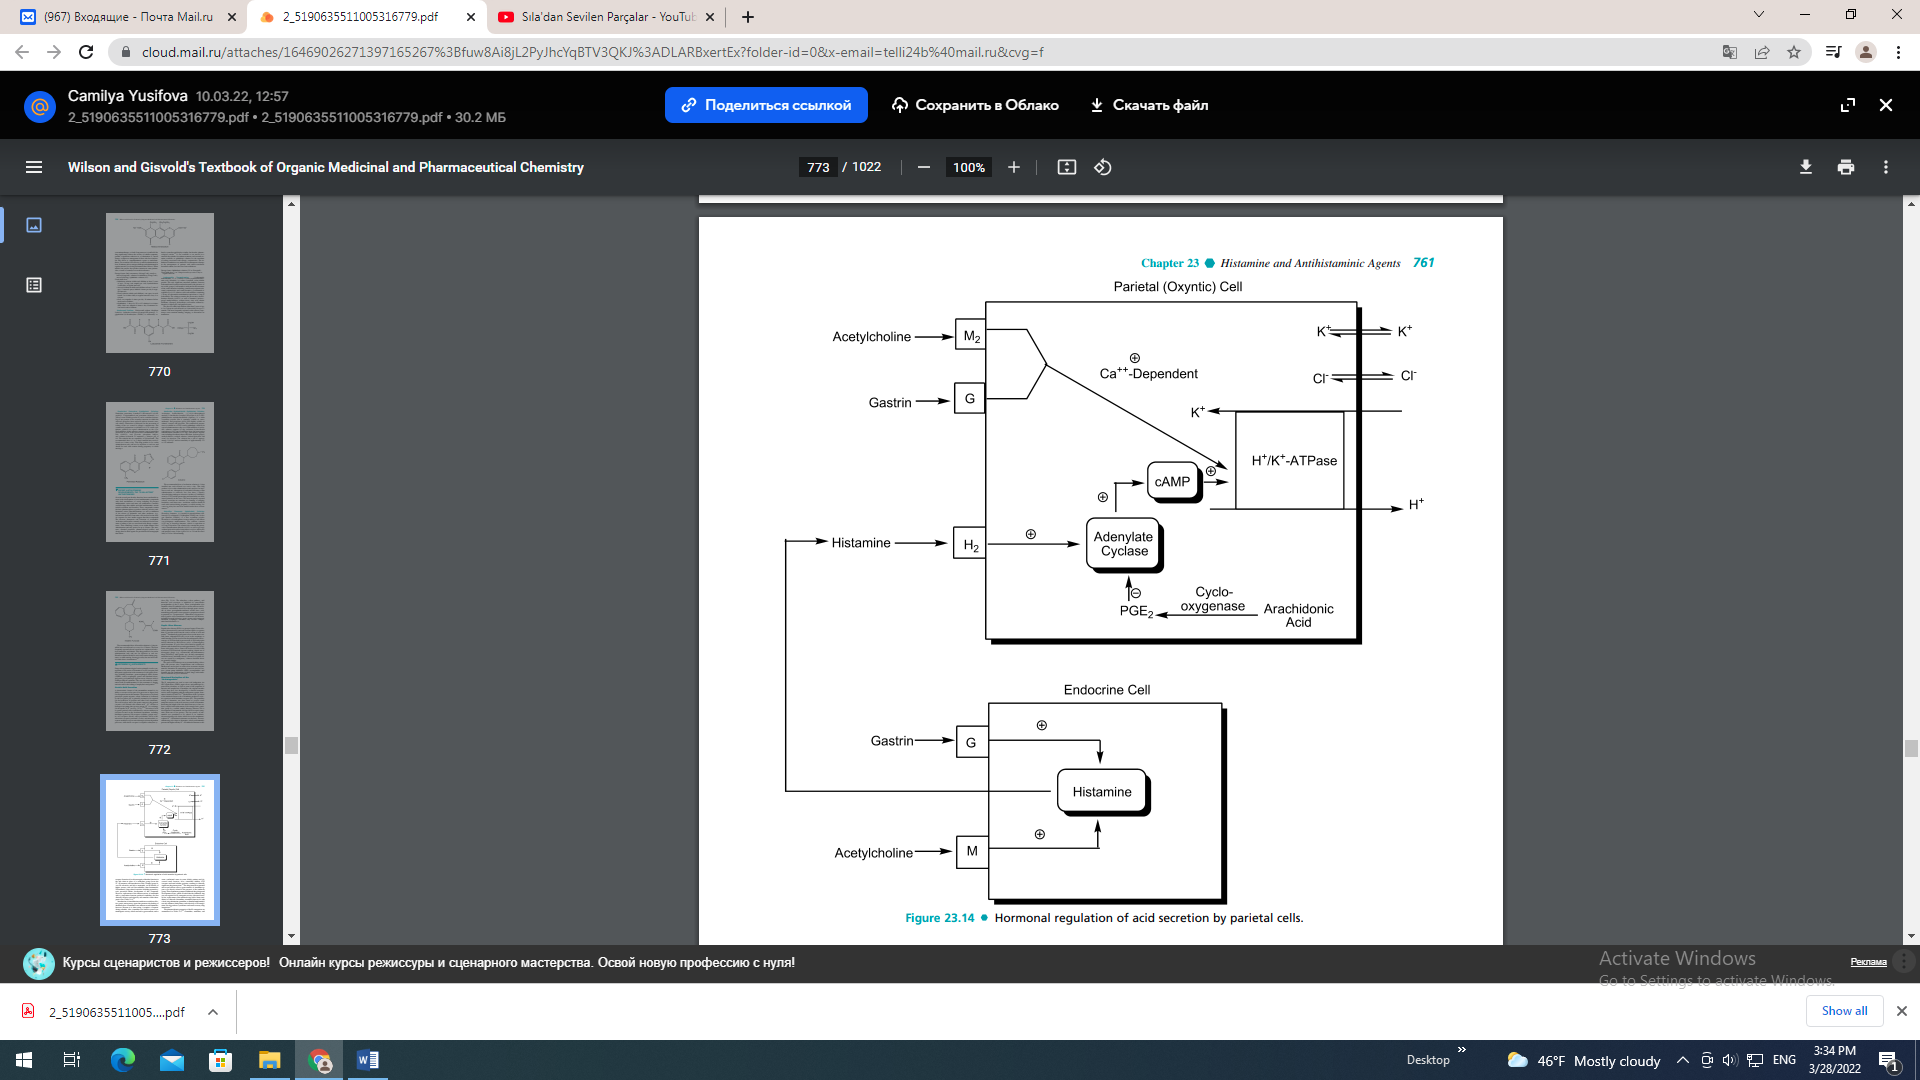 (967) Входящие - Почта Mail.ru
2_5190635511005316779.pdf
Sıla'dan Sevilen Parçalar - YouTu
cloud.mail.ru/attaches/16469026271397165267%3Bfuw8Ai8jL2PyJhcYqBTV3QKJ%3ADLARBxertEx?folder-id=0&x-email=telli24b%40mail.ru&cvg=f
Camilya Yusifova 10.03.22, 12:57
2_5190635511005316779.pdf • 2_5190635511005316779.pdf • 30.2 МБ
Поделиться ссылкой
Сохранить в Облако
Скачать файл
Wilson and Gisvold's Textbook of Organic Medicinal and Pharmaceutical Chemistry
773 / 1022
100%
770
771
772
773
Chapter 23 Histamine and Antihistaminic Agents 761
Parietal (Oxyntic) Cell
Acetylcholine
M2
K+
K+
Ca++-Dependent
Cl-
Cl-
Gastrin
G
K+
H+/K+-ATPase
cAMP
H+
Histamine
H2
Adenylate
Cyclase
PGE2
Cyclo-
oxygenase
Arachidonic
Acid
Endocrine Cell
Gastrin
G
Histamine
Acetylcholine
M
Figure 23.14 • Hormonal regulation of acid secretion by parietal cells.
Курсы сценаристов и режиссеров! Онлайн курсы режиссуры и сценарного мастерства. Освой новую профессию с нуля!
Реклама
Activate Windows
Go to Settings to activate Windows.
2_5190635511005....pdf
Show all
Desktop
46°F Mostly cloudy
ENG
3:34 PM
3/28/2022
1